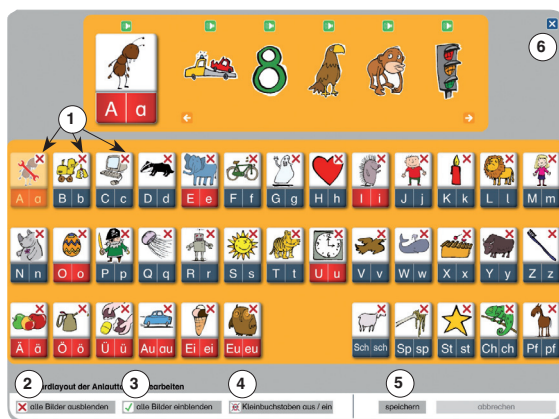 6
A a
1
A a B b C c D d E e F f G g H h I i J j K k L l M m
N n O o P p Q q R r S s T t U u V v W w X x Y y Z z
Ä ä Ö ö Ü ü Au au Ei ei Eu eu Sch sch Sp sp St st Ch ch Pf pf
2 3 4 5
rdlayout der Anlautt arbeiten
alle Bilder ausblenden alle Bilder einblenden Kleinbuchstaben aus / ein speichern abbrechen